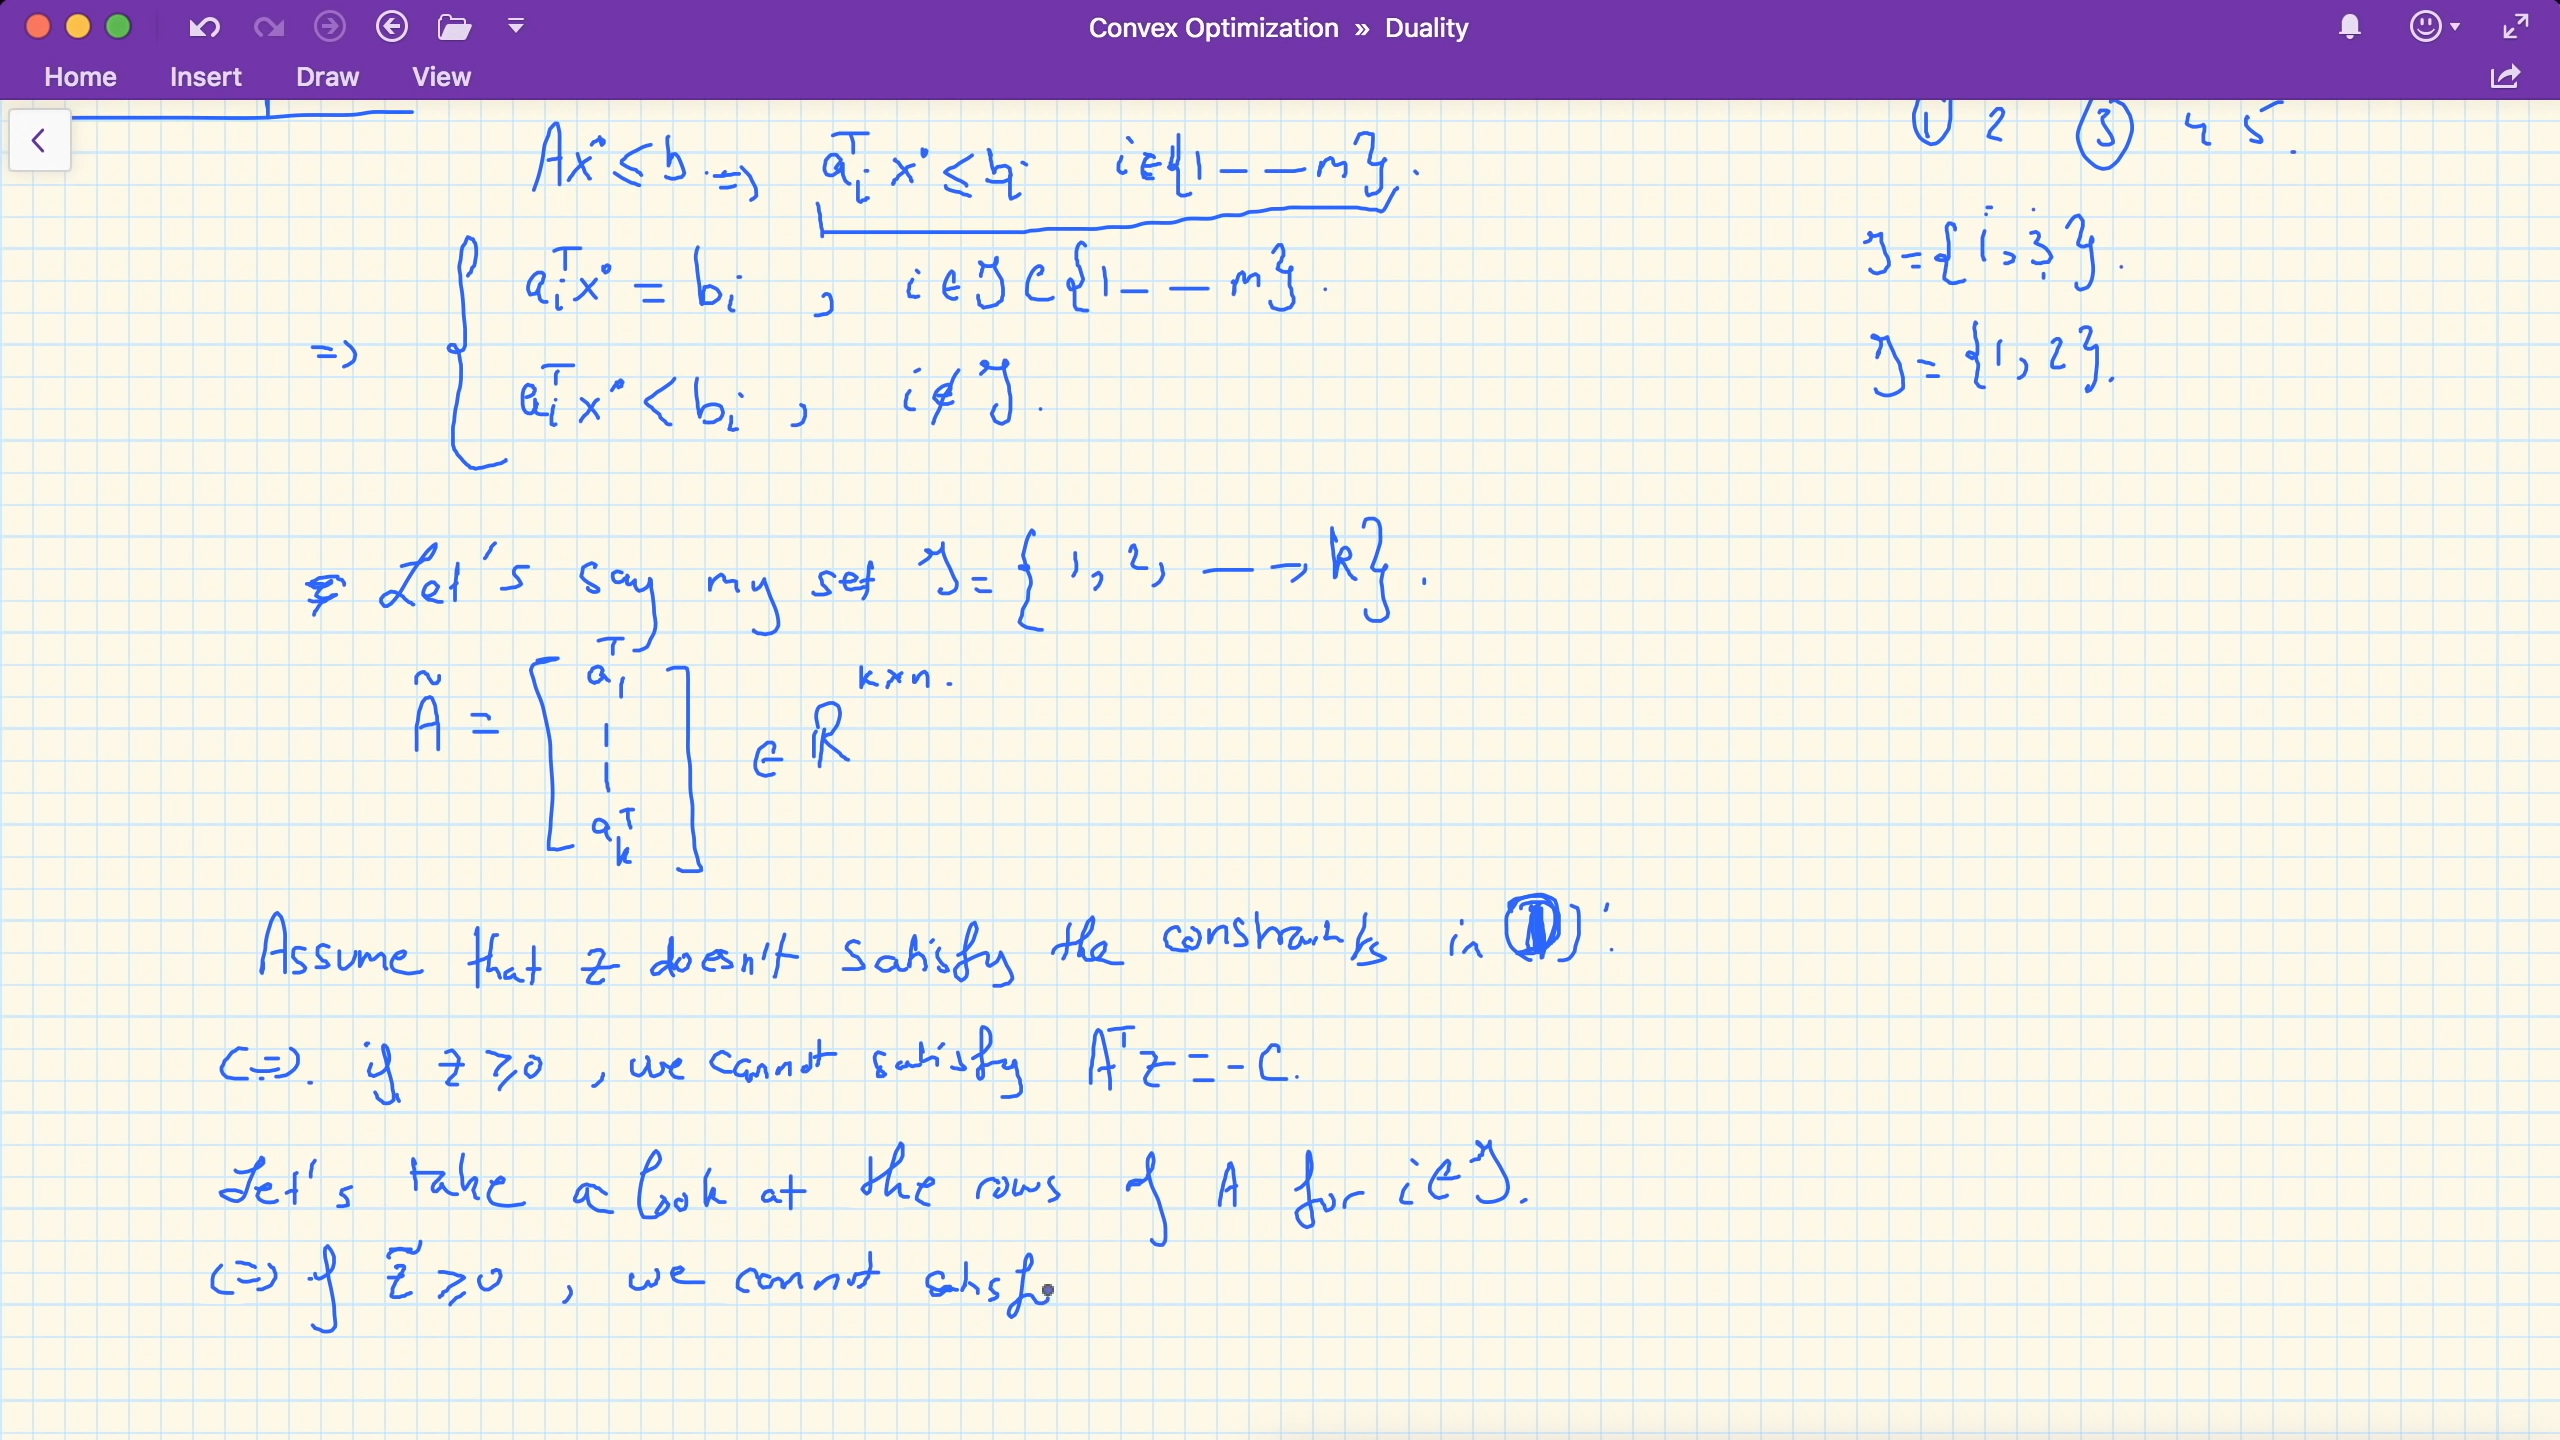 Convex Optimization » Duality
Home Insert Draw View
① 2 ③ 4 5.
Ax* ≤ b. => aᵢᵀ x* ≤ bᵢ i∈{1 - - m}.
aᵢᵀx* = bᵢ , i ∈ J ⊂ {1 - - m}.
=>
aᵢᵀx* < bᵢ , i ∉ J.
J = {1, 3}.
J = {1, 2}.
Let's say my set J = {1, 2, - -, k}.
Ã = [a₁ᵀ
|
|
aₖᵀ] ∈ ℝ^{k×n}.
Assume that z doesn't satisfy the constraints in (D) :
(=). if z ≥ 0 , we cannot satisfy Aᵀz = -c.
Let's take a look at the rows of A for i ∈ J.
(=) if z̃ ≥ 0 , we cannot satisf